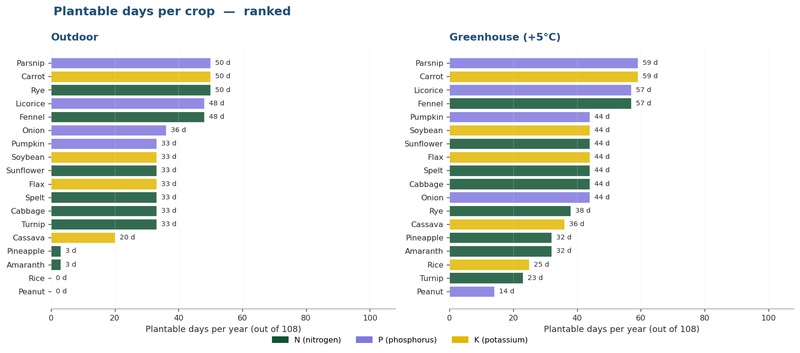 Plantable days per crop — ranked
Outdoor
Parsnip 50 d
Carrot 50 d
Rye 50 d
Licorice 48 d
Fennel 48 d
Onion 36 d
Pumpkin 33 d
Soybean 33 d
Sunflower 33 d
Flax 33 d
Spelt 33 d
Cabbage 33 d
Turnip 33 d
Cassava 20 d
Pineapple 3 d
Amaranth 3 d
Rice 0 d
Peanut 0 d
0 20 40 60 80 100
Plantable days per year (out of 108)
Greenhouse (+5°C)
Parsnip 59 d
Carrot 59 d
Licorice 57 d
Fennel 57 d
Pumpkin 44 d
Soybean 44 d
Sunflower 44 d
Flax 44 d
Spelt 44 d
Cabbage 44 d
Onion 44 d
Rye 38 d
Cassava 36 d
Pineapple 32 d
Amaranth 32 d
Rice 25 d
Turnip 23 d
Peanut 14 d
0 20 40 60 80 100
Plantable days per year (out of 108)
N (nitrogen) P (phosphorus) K (potassium)